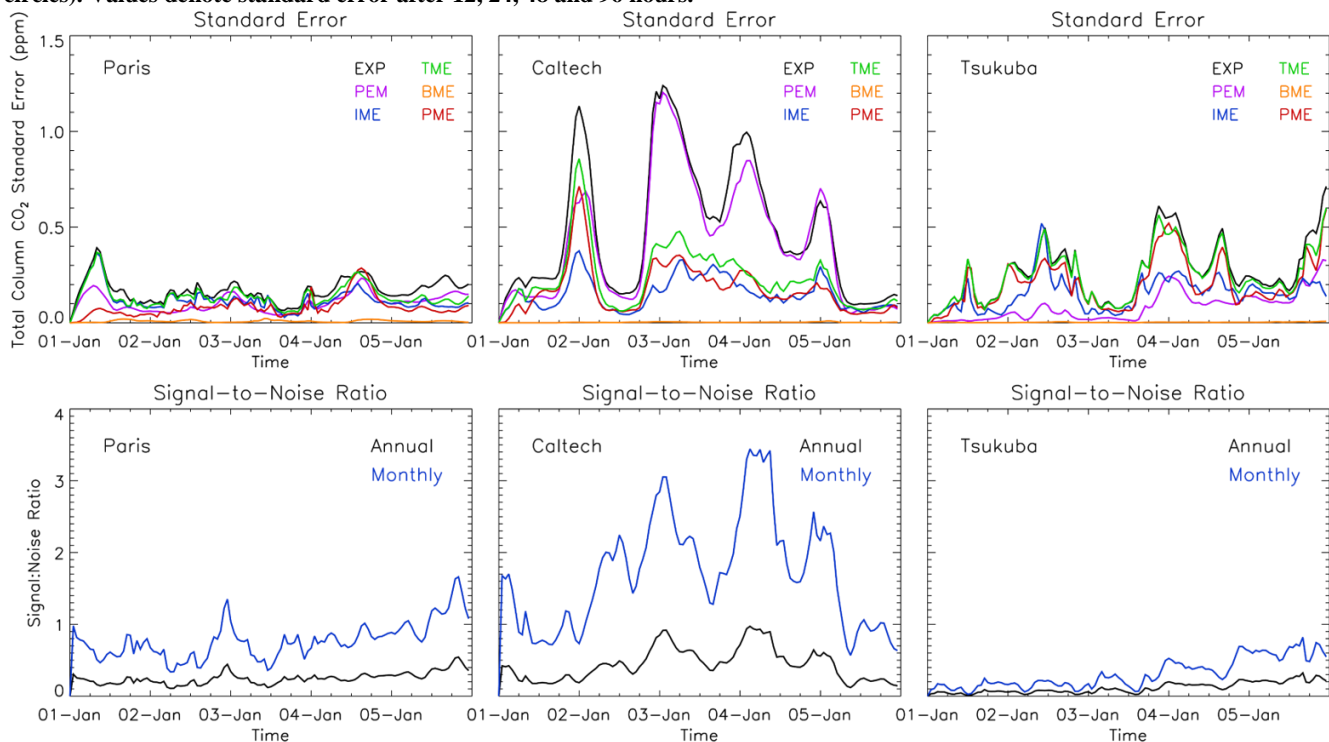 circles). Values denote standard error after 12, 24, 48 and 96 hours.
Standard Error Standard Error Standard Error
Total Column CO₂ Standard Error (ppm)
1.5
1.0
0.5
0.0
Paris EXP TME
PEM BME
IME PME
Caltech EXP TME
PEM BME
IME PME
Tsukuba EXP TME
PEM BME
IME PME
01-Jan 02-Jan 03-Jan 04-Jan 05-Jan 01-Jan 02-Jan 03-Jan 04-Jan 05-Jan 01-Jan 02-Jan 03-Jan 04-Jan 05-Jan
Time Time Time
Signal-to-Noise Ratio Signal-to-Noise Ratio Signal-to-Noise Ratio
Signal:Noise Ratio
4
3
2
1
0
Paris Annual
Monthly
Caltech Annual
Monthly
Tsukuba Annual
Monthly
01-Jan 02-Jan 03-Jan 04-Jan 05-Jan 01-Jan 02-Jan 03-Jan 04-Jan 05-Jan 01-Jan 02-Jan 03-Jan 04-Jan 05-Jan
Time Time Time